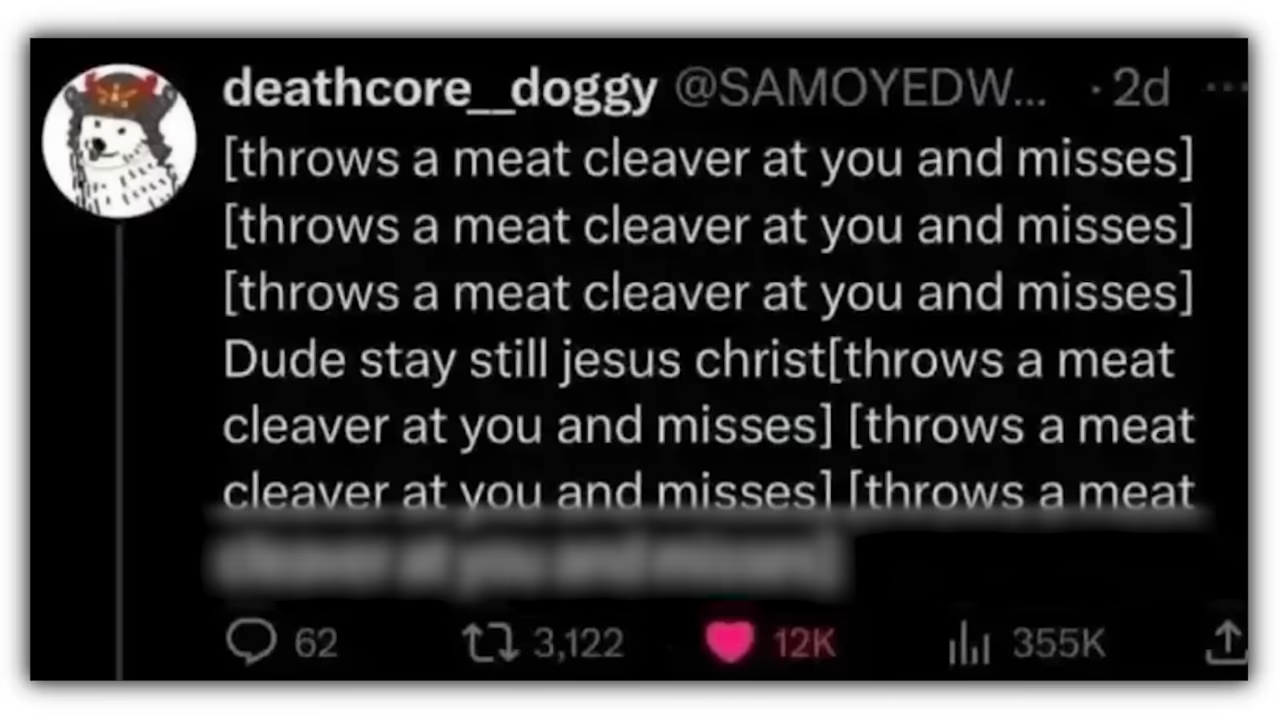 deathcore__doggy @SAMOYEDW... · 2d ...
[throws a meat cleaver at you and misses]
[throws a meat cleaver at you and misses]
[throws a meat cleaver at you and misses]
Dude stay still jesus christ[throws a meat
cleaver at you and misses] [throws a meat
cleaver at you and misses] [throws a meat
62 3,122 12K 355K